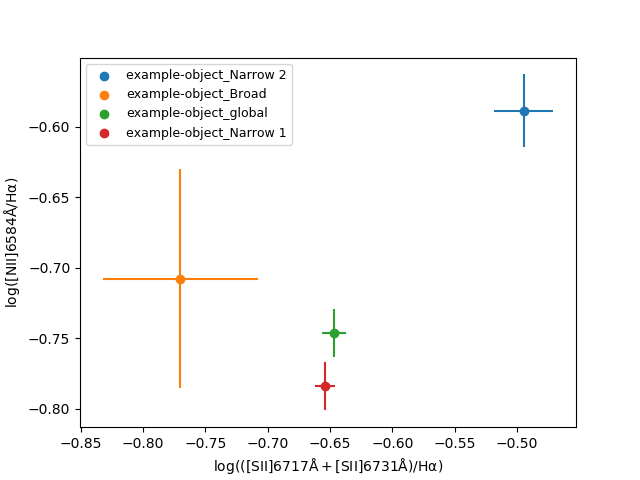 example-object_Narrow 2
example-object_Broad
example-object_global
example-object_Narrow 1
log([NII]6584Å/Hα)
−0.60
−0.65
−0.70
−0.75
−0.80
−0.85 −0.80 −0.75 −0.70 −0.65 −0.60 −0.55 −0.50
log(([SII]6717Å + [SII]6731Å)/Hα)